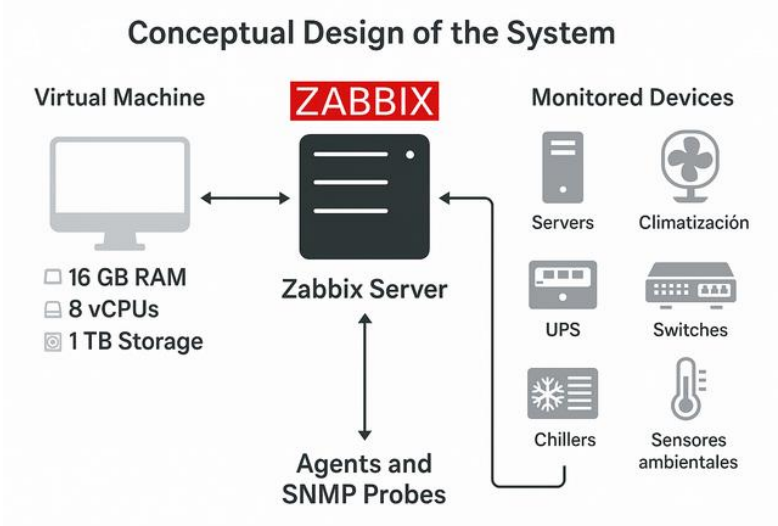 Conceptual Design of the System
Virtual Machine
16 GB RAM
8 vCPUs
1 TB Storage
ZABBIX
Zabbix Server
Agents and
SNMP Probes
Monitored Devices
Servers
Climatización
UPS
Switches
Chillers
Sensores
ambientales